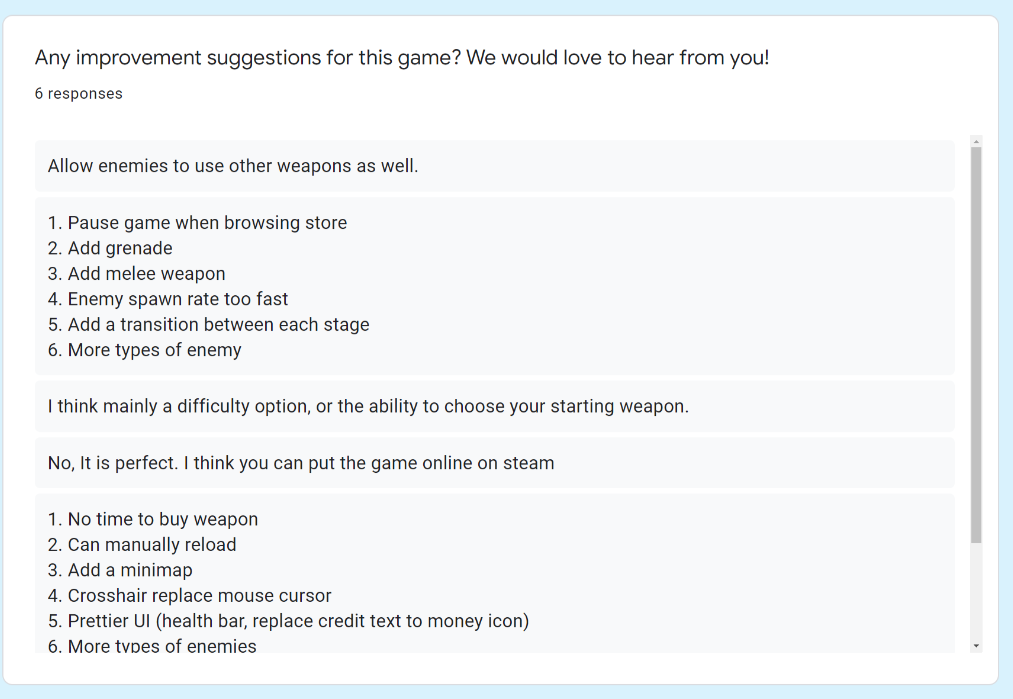 Any improvement suggestions for this game? We would love to hear from you!
6 responses
Allow enemies to use other weapons as well.
1. Pause game when browsing store
2. Add grenade
3. Add melee weapon
4. Enemy spawn rate too fast
5. Add a transition between each stage
6. More types of enemy
I think mainly a difficulty option, or the ability to choose your starting weapon.
No, It is perfect. I think you can put the game online on steam
1. No time to buy weapon
2. Can manually reload
3. Add a minimap
4. Crosshair replace mouse cursor
5. Prettier UI (health bar, replace credit text to money icon)
6. More types of enemies